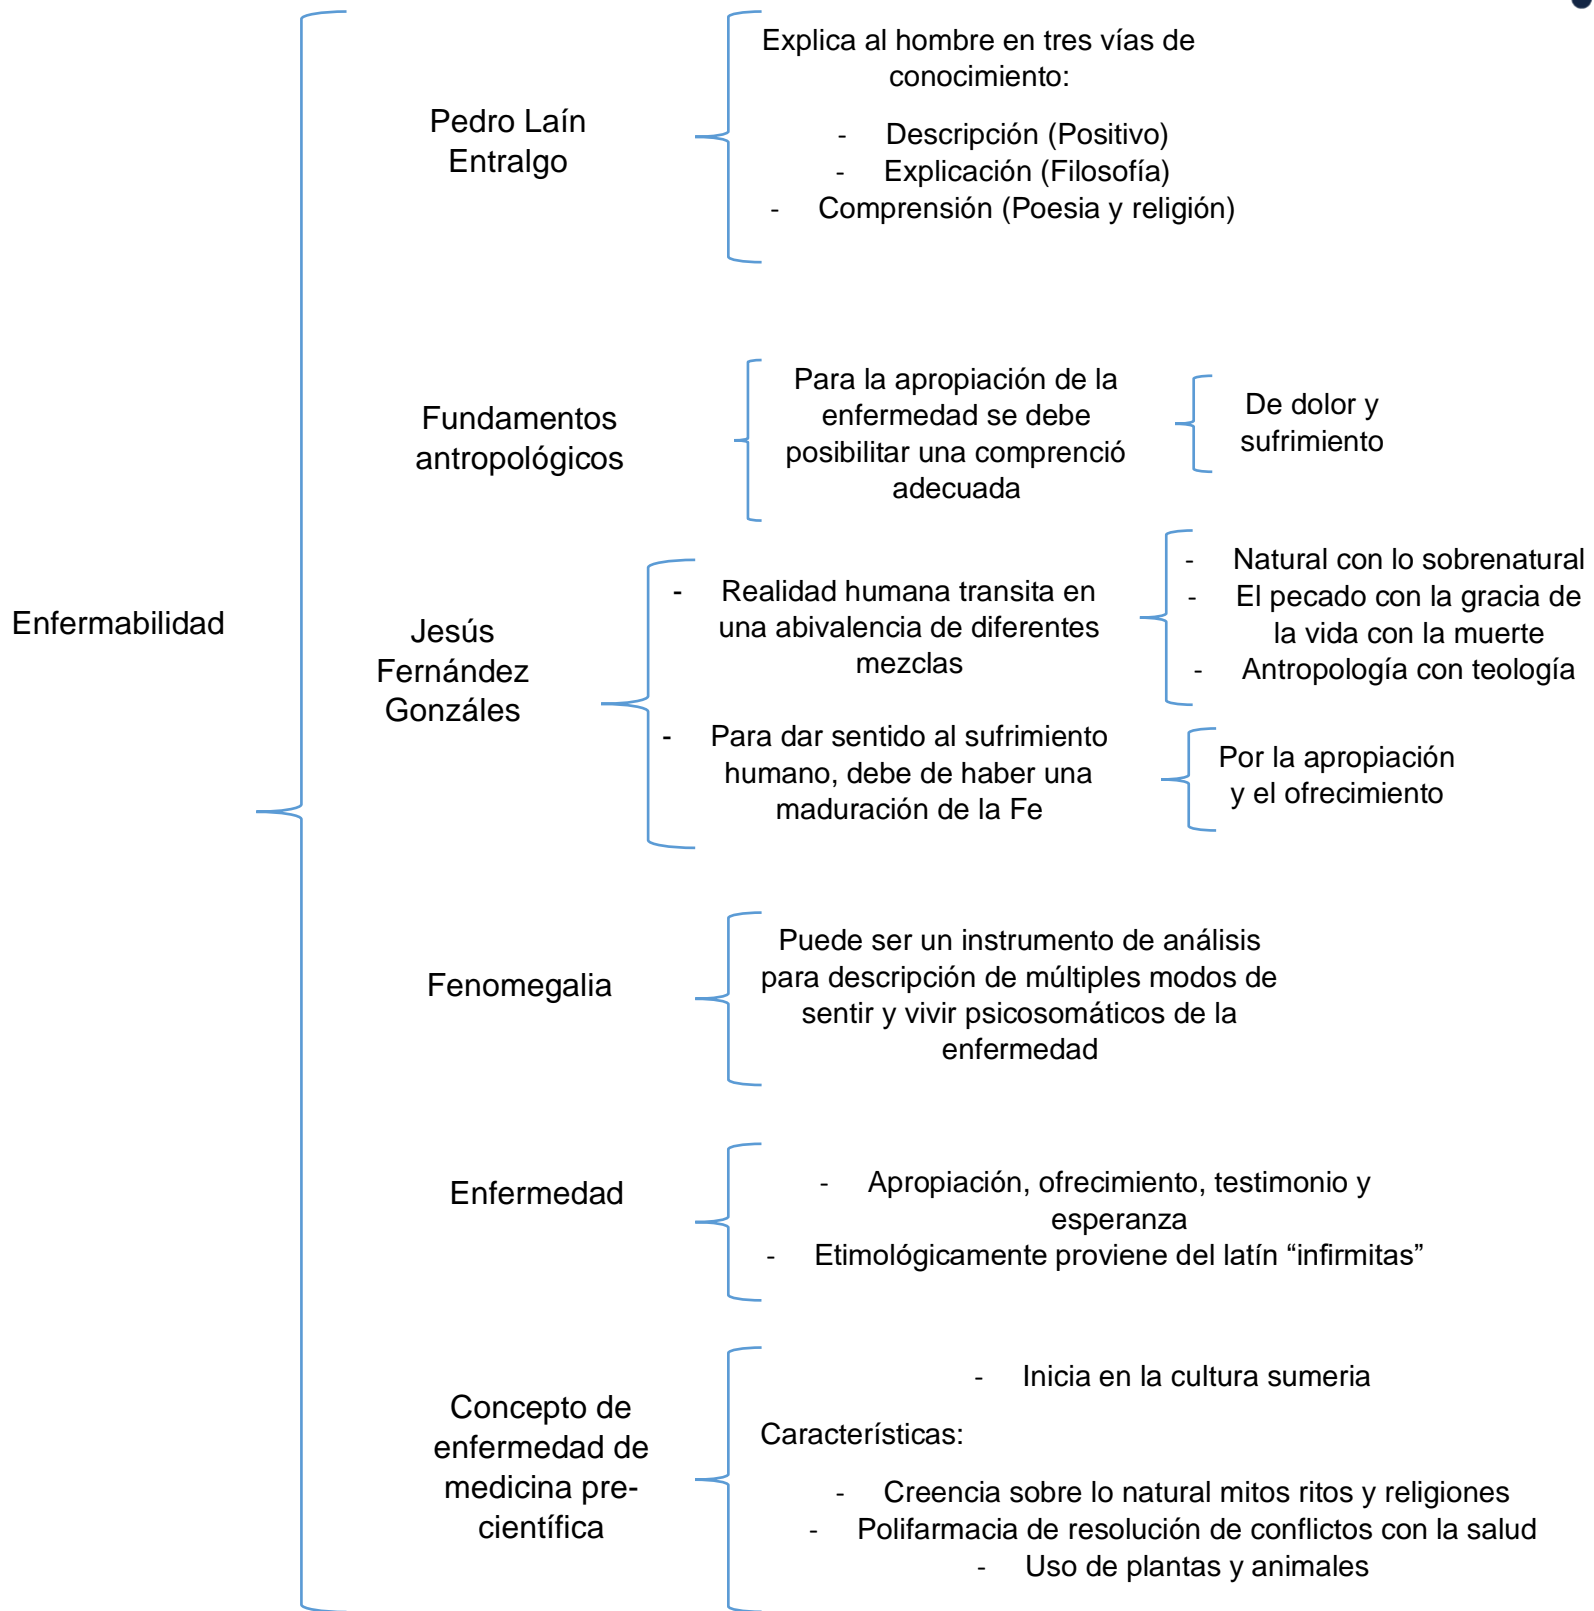 Enfermabilidad
Pedro Laín
Entralgo
Explica al hombre en tres vías de
conocimiento:
- Descripción (Positivo)
- Explicación (Filosofía)
- Comprensión (Poesia y religión)
Fundamentos
antropológicos
Para la apropiación de la
enfermedad se debe
posibilitar una comprenció
adecuada
De dolor y
sufrimiento
Jesús
Fernández
Gonzáles
- Realidad humana transita en
una abivalencia de diferentes
mezclas
- Natural con lo sobrenatural
- El pecado con la gracia de
la vida con la muerte
- Antropología con teología
- Para dar sentido al sufrimiento
humano, debe de haber una
maduración de la Fe
Por la apropiación
y el ofrecimiento
Fenomegalia
Puede ser un instrumento de análisis
para descripción de múltiples modos de
sentir y vivir psicosomáticos de la
enfermedad
Enfermedad
- Apropiación, ofrecimiento, testimonio y
esperanza
- Etimológicamente proviene del latín “infirmitas”
Concepto de
enfermedad de
medicina pre-
científica
- Inicia en la cultura sumeria
Características:
- Creencia sobre lo natural mitos ritos y religiones
- Polifarmacia de resolución de conflictos con la salud
- Uso de plantas y animales